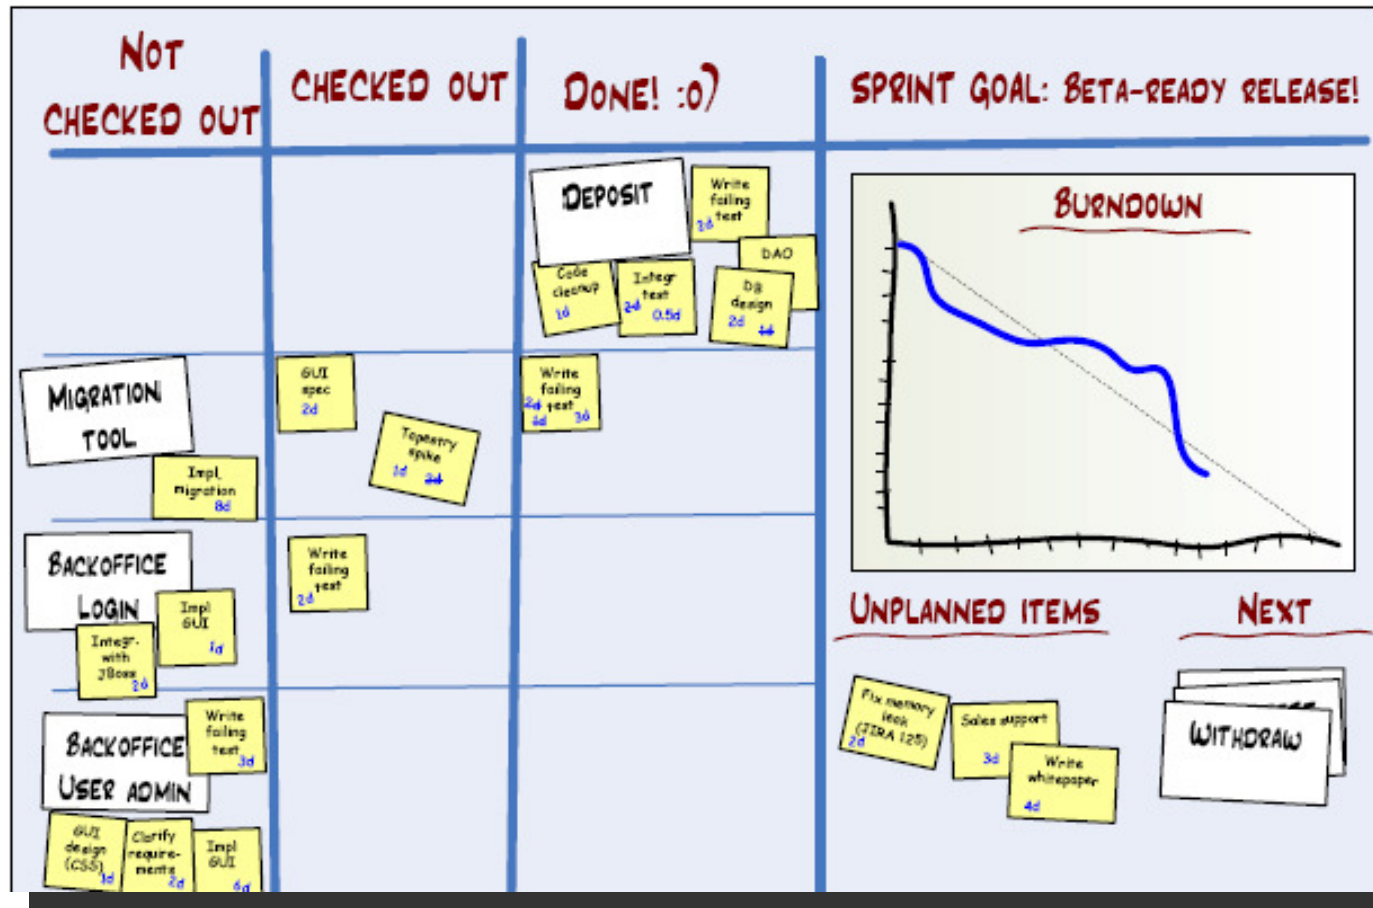 NOT
CHECKED OUT
CHECKED OUT
DONE! :o)
SPRINT GOAL: BETA-READY RELEASE!
DEPOSIT
Write
failing
test
2d
DAO
Code
cleanup
1d
Integr
test
2d
0.5d
DB
design
2d 1d
MIGRATION
TOOL
Impl.
migration
8d
GUI
spec
2d
Tapestry
spike
1d 2d
Write
failing
test
2d
1d 3d
BACKOFFICE
LOGIN
Integr.
with
JBoss
2d
Impl
GUI
1d
Write
failing
test
2d
BACKOFFICE
USER ADMIN
Write
failing
test
3d
GUI
design
(CSS)
1d
Clarify
require-
ments
2d
Impl
GUI
6d
BURNDOWN
UNPLANNED ITEMS
Fix memory
leak
(JIRA 125)
2d
Sales support
3d
Write
whitepaper
4d
NEXT
WITHDRAW